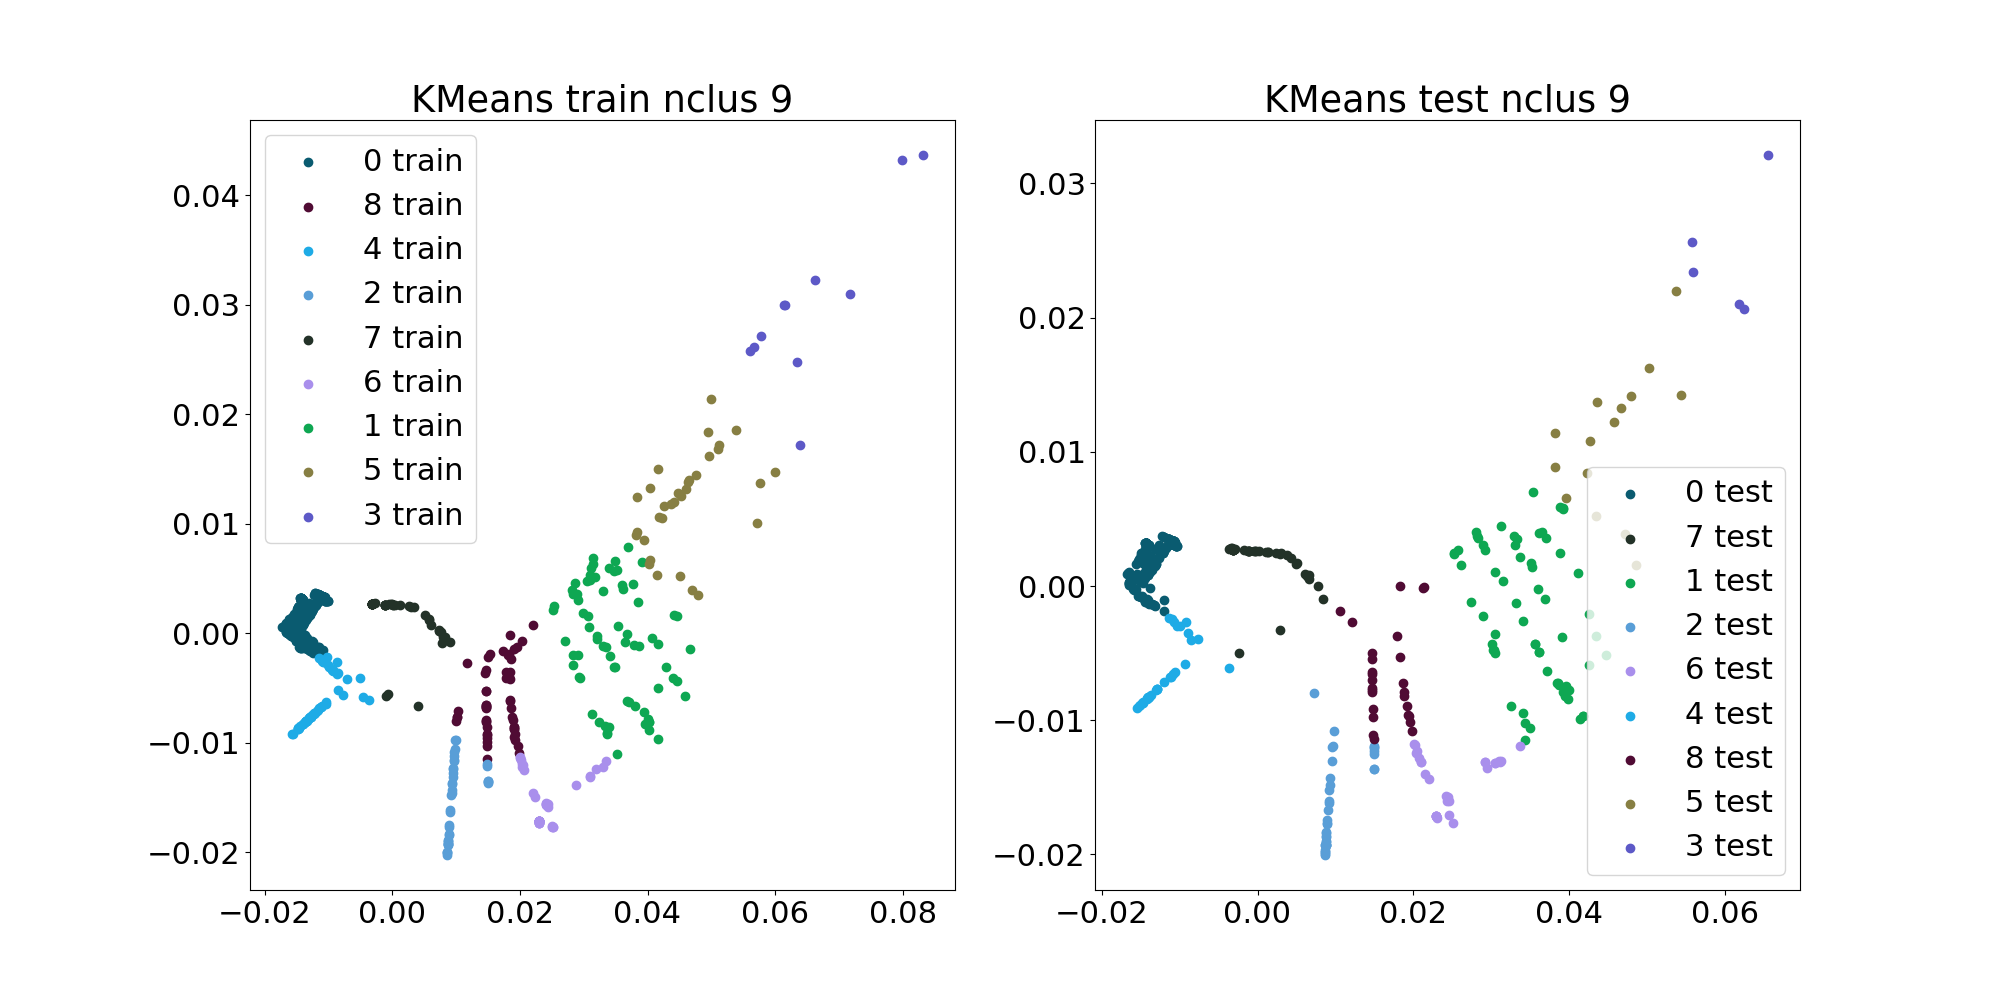 KMeans train nclus 9
0.04
0.03
0.02
0.01
0.00
−0.01
−0.02
−0.02 0.00 0.02 0.04 0.06 0.08
0 train
8 train
4 train
2 train
7 train
6 train
1 train
5 train
3 train
KMeans test nclus 9
0.03
0.02
0.01
0.00
−0.01
−0.02
−0.02 0.00 0.02 0.04 0.06
0 test
7 test
1 test
2 test
6 test
4 test
8 test
5 test
3 test